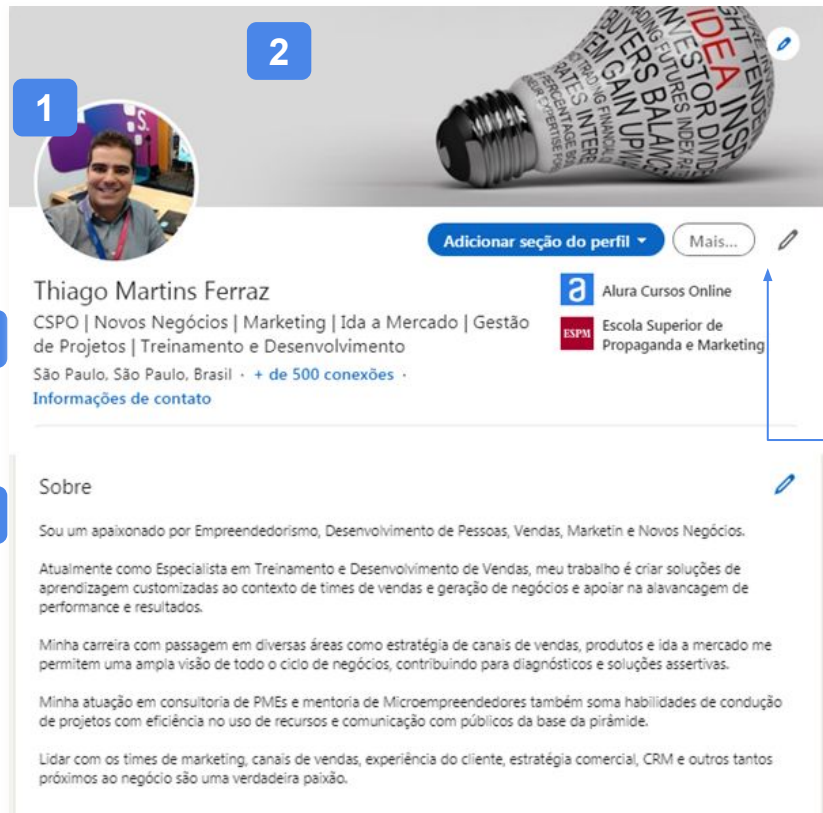 2
1
S.
IDEA
BUYERS
INVESTOR
BALANC
GAIN
Adicionar seção do perfil
Mais...
Thiago Martins Ferraz
a Alura Cursos Online
CSPO | Novos Negócios | Marketing | Ida a Mercado | Gestão
de Projetos | Treinamento e Desenvolvimento
ESPM Escola Superior de
Propaganda e Marketing
São Paulo, São Paulo, Brasil · + de 500 conexões ·
Informações de contato
Sobre
Sou um apaixonado por Empreendedorismo, Desenvolvimento de Pessoas, Vendas, Marketin e Novos Negócios.
Atualmente como Especialista em Treinamento e Desenvolvimento de Vendas, meu trabalho é criar soluções de
aprendizagem customizadas ao contexto de times de vendas e geração de negócios e apoiar na alavancagem de
performance e resultados.
Minha carreira com passagem em diversas áreas como estratégia de canais de vendas, produtos e ida a mercado me
permitem uma ampla visão de todo o ciclo de negócios, contribuindo para diagnósticos e soluções assertivas.
Minha atuação em consultoria de PMEs e mentoria de Microempreendedores também soma habilidades de condução
de projetos com eficiência no uso de recursos e comunicação com públicos da base da pirâmide.
Lidar com os times de marketing, canais de vendas, experiência do cliente, estratégia comercial, CRM e outros tantos
próximos ao negócio são uma verdadeira paixão.